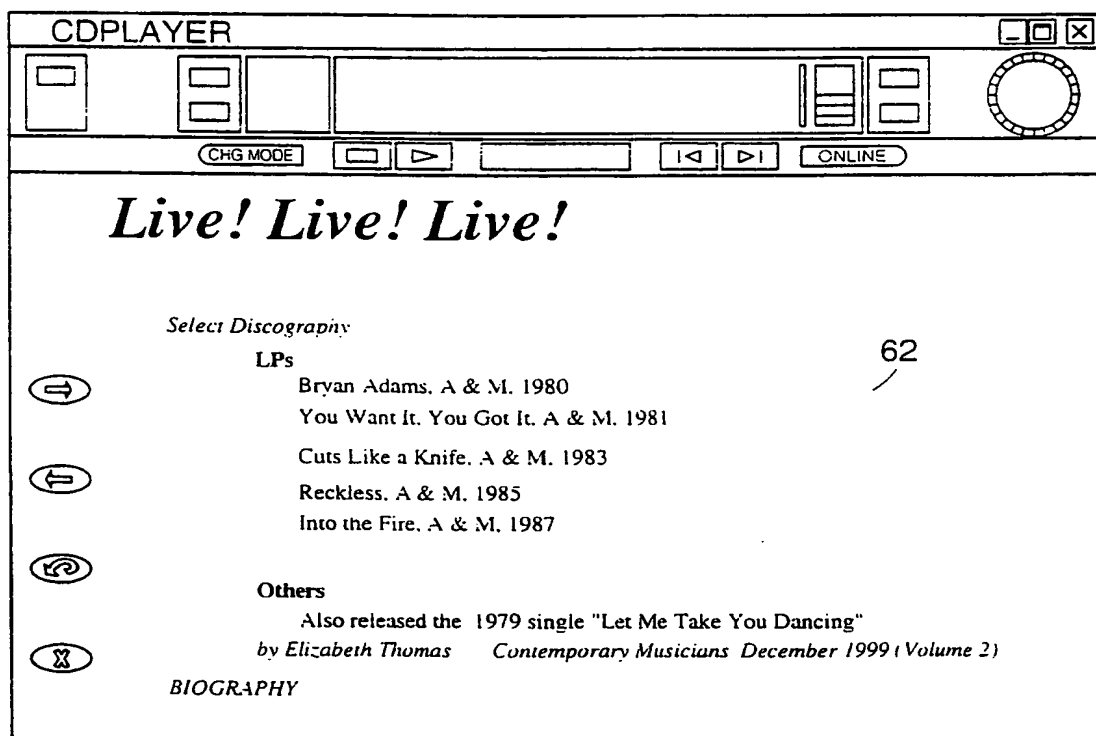 CDPLAYER
CHG MODE
ONLINE
Live! Live! Live!
Select Discography
62
LPs
Bryan Adams. A & M. 1980
You Want It. You Got It. A & M. 1981
Cuts Like a Knife. A & M. 1983
Reckless. A & M. 1985
Into the Fire. A & M. 1987
Others
Also released the 1979 single "Let Me Take You Dancing"
by Elizabeth Thomas Contemporary Musicians December 1999 (Volume 2)
BIOGRAPHY